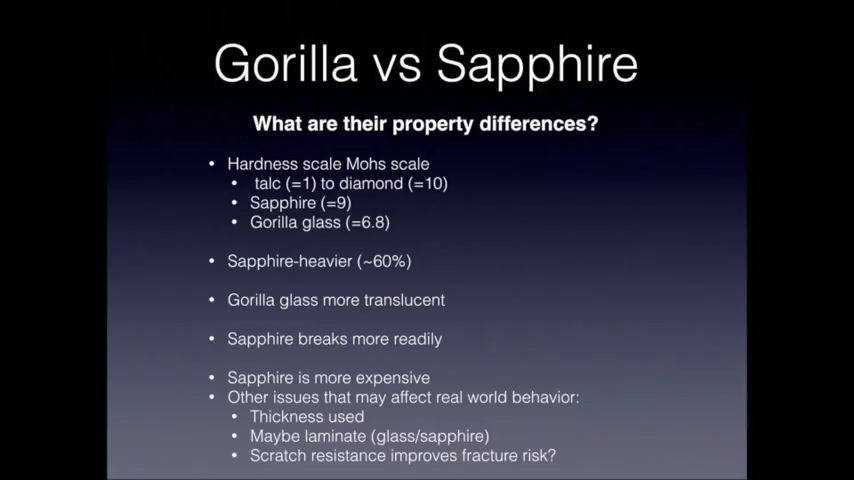 Gorilla vs Sapphire
What are their property differences?
• Hardness scale Mohs scale
• talc (=1) to diamond (=10)
• Sapphire (=9)
• Gorilla glass (=6.8)
• Sapphire-heavier (~60%)
• Gorilla glass more translucent
• Sapphire breaks more readily
• Sapphire is more expensive
• Other issues that may affect real world behavior:
• Thickness used
• Maybe laminate (glass/sapphire)
• Scratch resistance improves fracture risk?